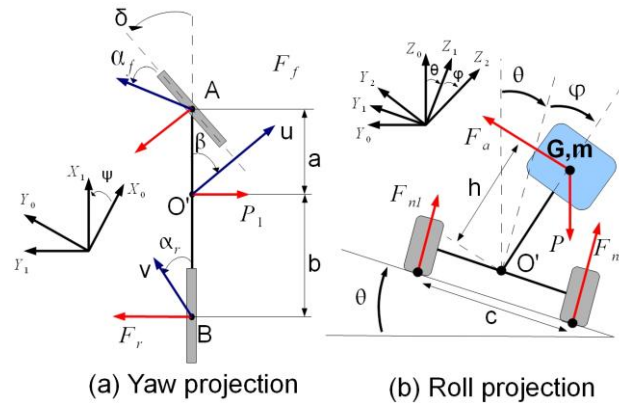 δ
α_f
A
F_f
u
β
a
X_1
ψ
X_0
Y_0
Y_1
O'
P_1
b
α_r
v
F_r
B
(a) Yaw projection
Z_0
Z_1
Z_2
θ
φ
Y_2
Y_1
Y_0
θ
φ
F_a
G,m
h
F_nl
P
F_n
O'
θ
c
(b) Roll projection